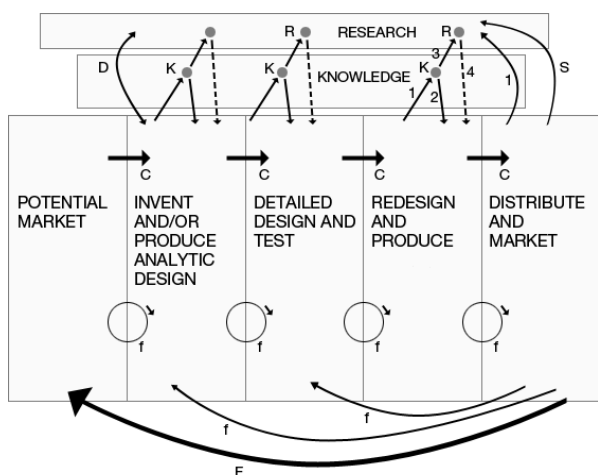 R RESEARCH R
D K K KNOWLEDGE K 3 4 1 S
1 2
C C C C
POTENTIAL
MARKET
INVENT
AND/OR
PRODUCE
ANALYTIC
DESIGN
DETAILED
DESIGN AND
TEST
REDESIGN
AND
PRODUCE
DISTRIBUTE
AND
MARKET
f f f f
f
f
F